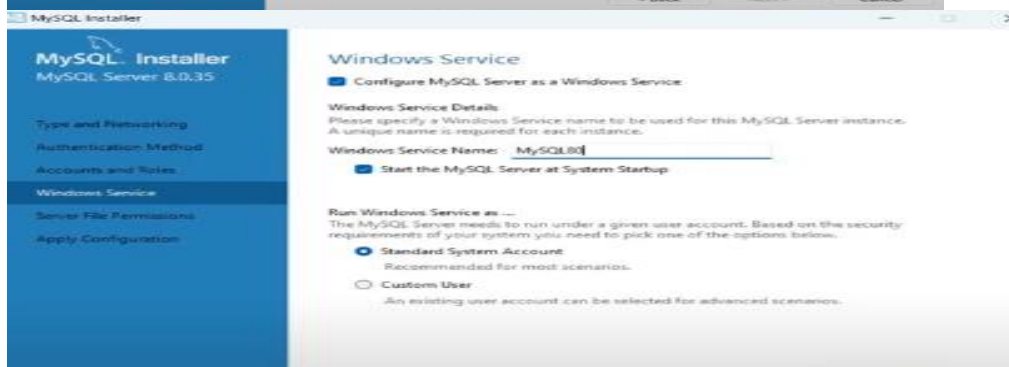 MySQL Installer
MySQL Installer
MySQL Server 8.0.35
Type and Networking
Authentication Method
Accounts and Roles
Windows Service
Server File Permissions
Apply Configuration
Windows Service
Configure MySQL Server as a Windows Service
Windows Service Details
Please specify a Windows Service name to be used for this MySQL Server instance.
A unique name is required for each instance.
Windows Service Name: MySQL80
Start the MySQL Server at System Startup
Run Windows Service as ...
The MySQL Server needs to run under a given user account. Based on the security
requirements of your system you need to pick one of the options below.
Standard System Account
Recommended for most scenarios.
Custom User
An existing user account can be selected for advanced scenarios.